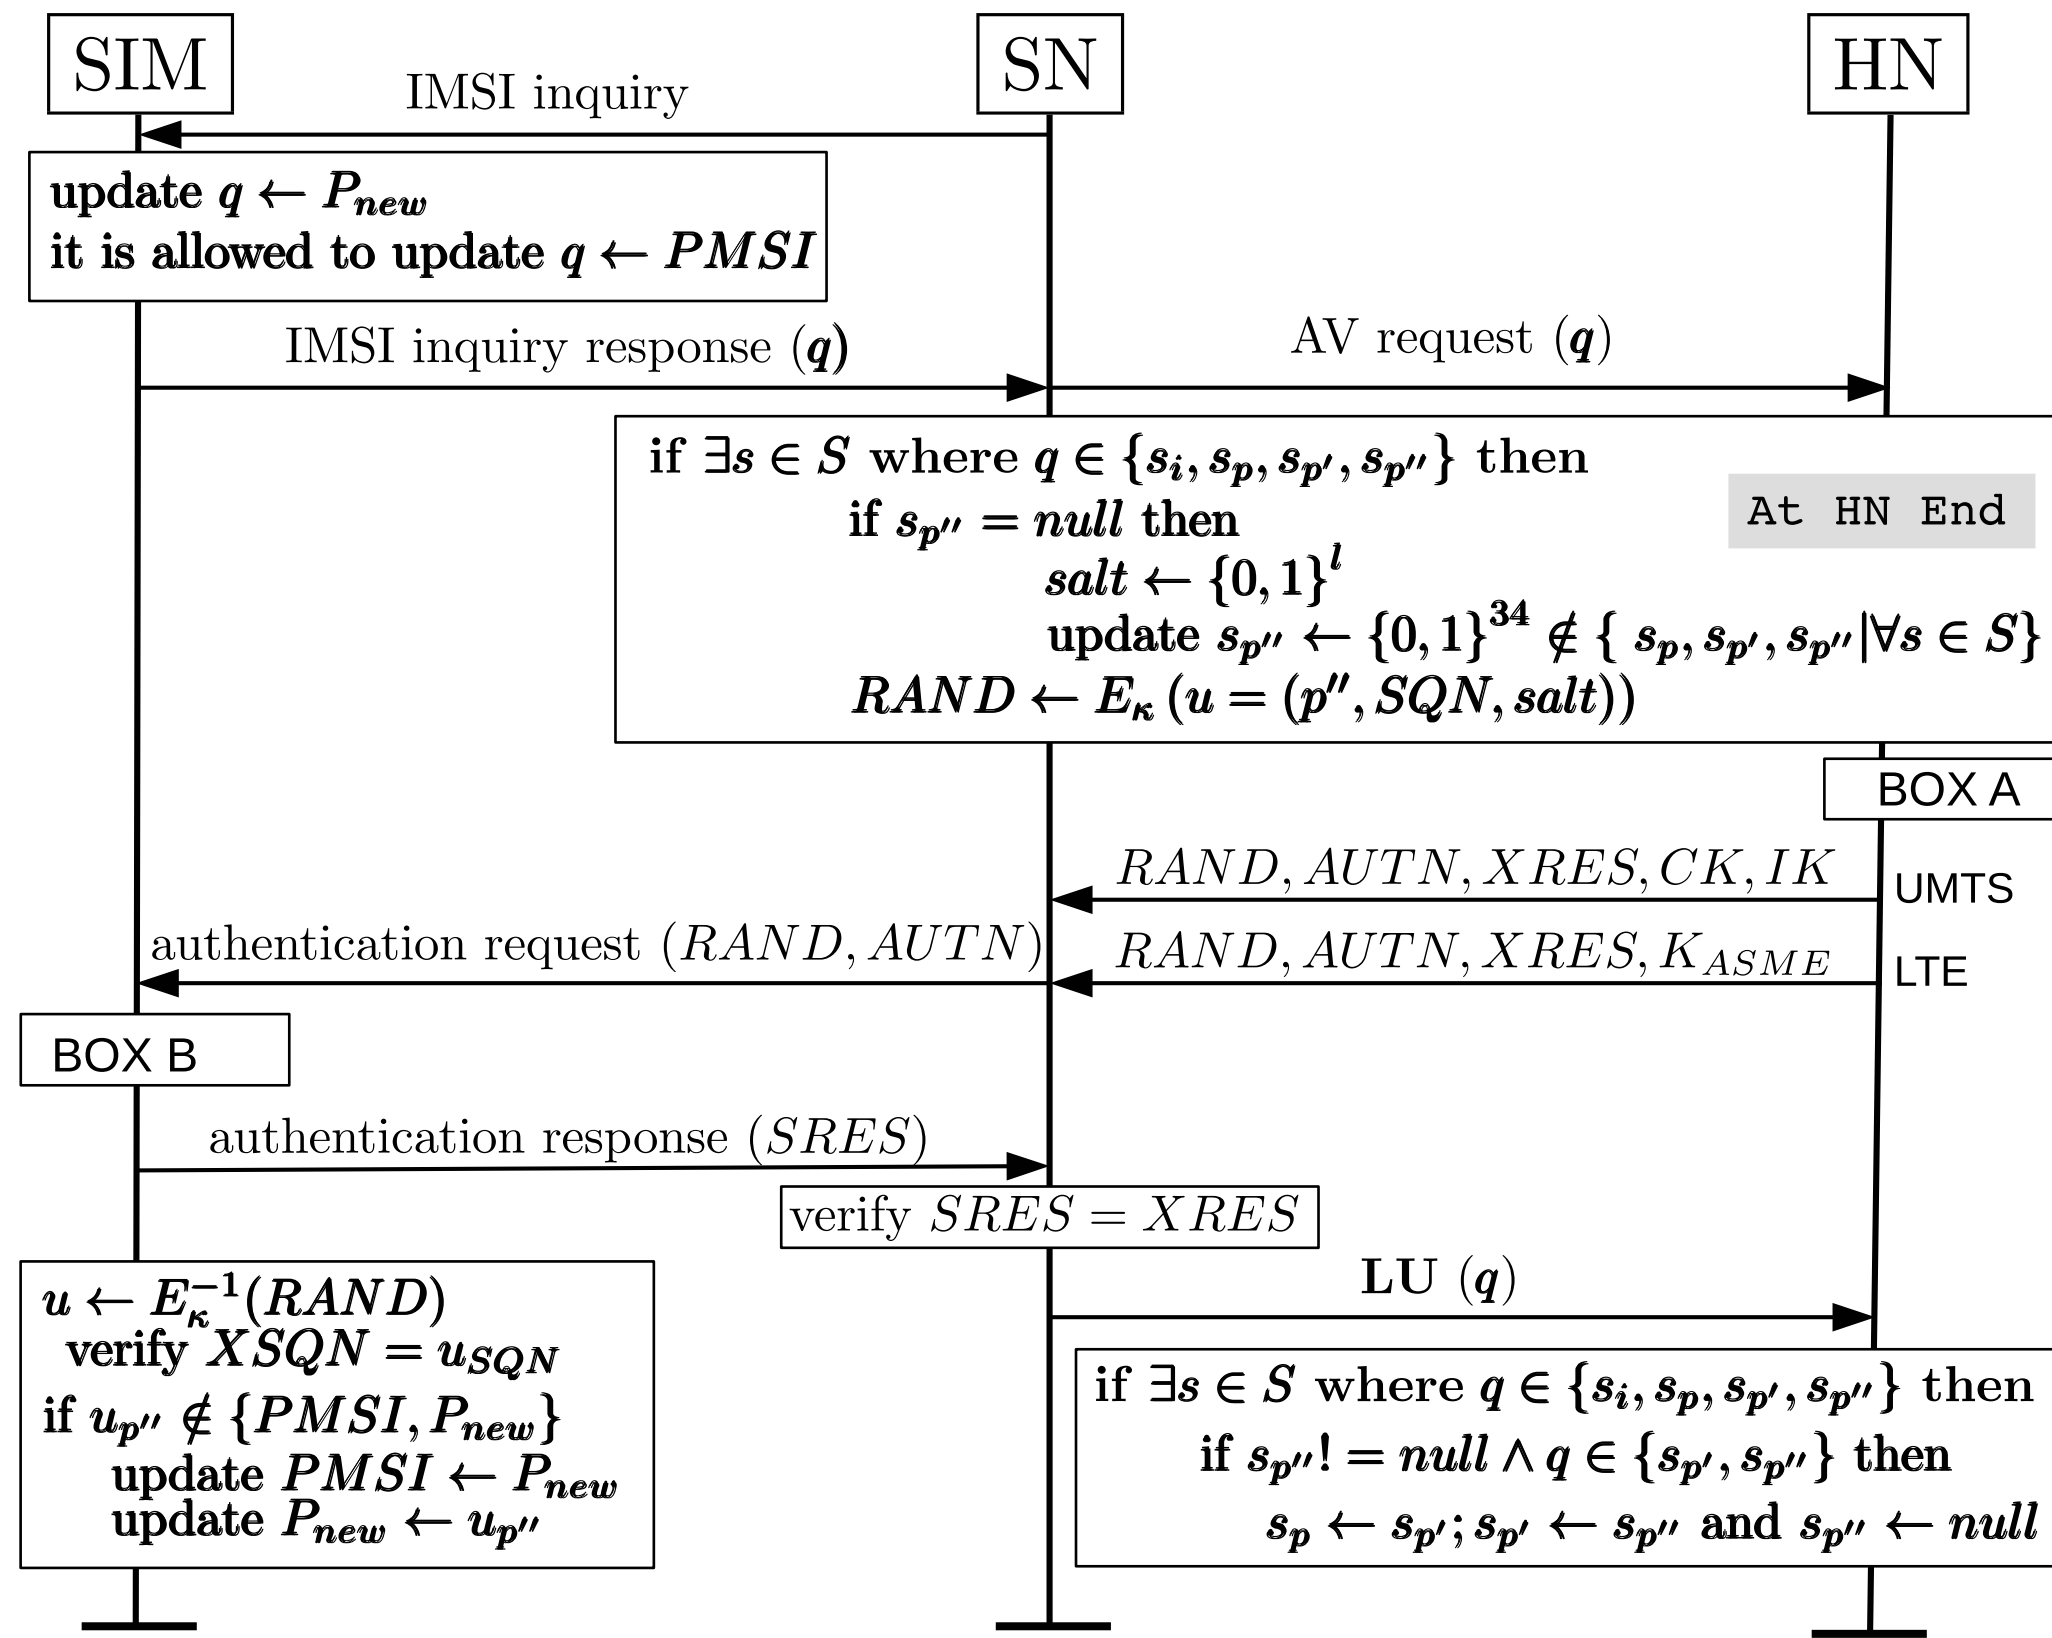 SIM
SN
HN
IMSI inquiry
update q ← P_new
it is allowed to update q ← PMSI
IMSI inquiry response (q)
AV request (q)
if ∃s ∈ S where q ∈ {s_i, s_p, s_p′, s_p″} then
At HN End
if s_p″ = null then
salt ← {0, 1}^l
update s_p″ ← {0, 1}^34 ∉ { s_p, s_p′, s_p″|∀s ∈ S}
RAND ← E_κ (u = (p″, SQN, salt))
BOX A
RAND, AUTN, XRES, CK, IK
UMTS
authentication request (RAND, AUTN)
RAND, AUTN, XRES, K_ASME
LTE
BOX B
authentication response (SRES)
verify SRES = XRES
LU (q)
u ← E_κ^−1(RAND)
verify XSQN = u_SQN
if u_p″ ∉ {PMSI, P_new}
update PMSI ← P_new
update P_new ← u_p″
if ∃s ∈ S where q ∈ {s_i, s_p, s_p′, s_p″} then
if s_p″! = null ∧ q ∈ {s_p′, s_p″} then
s_p ← s_p′; s_p′ ← s_p″ and s_p″ ← null